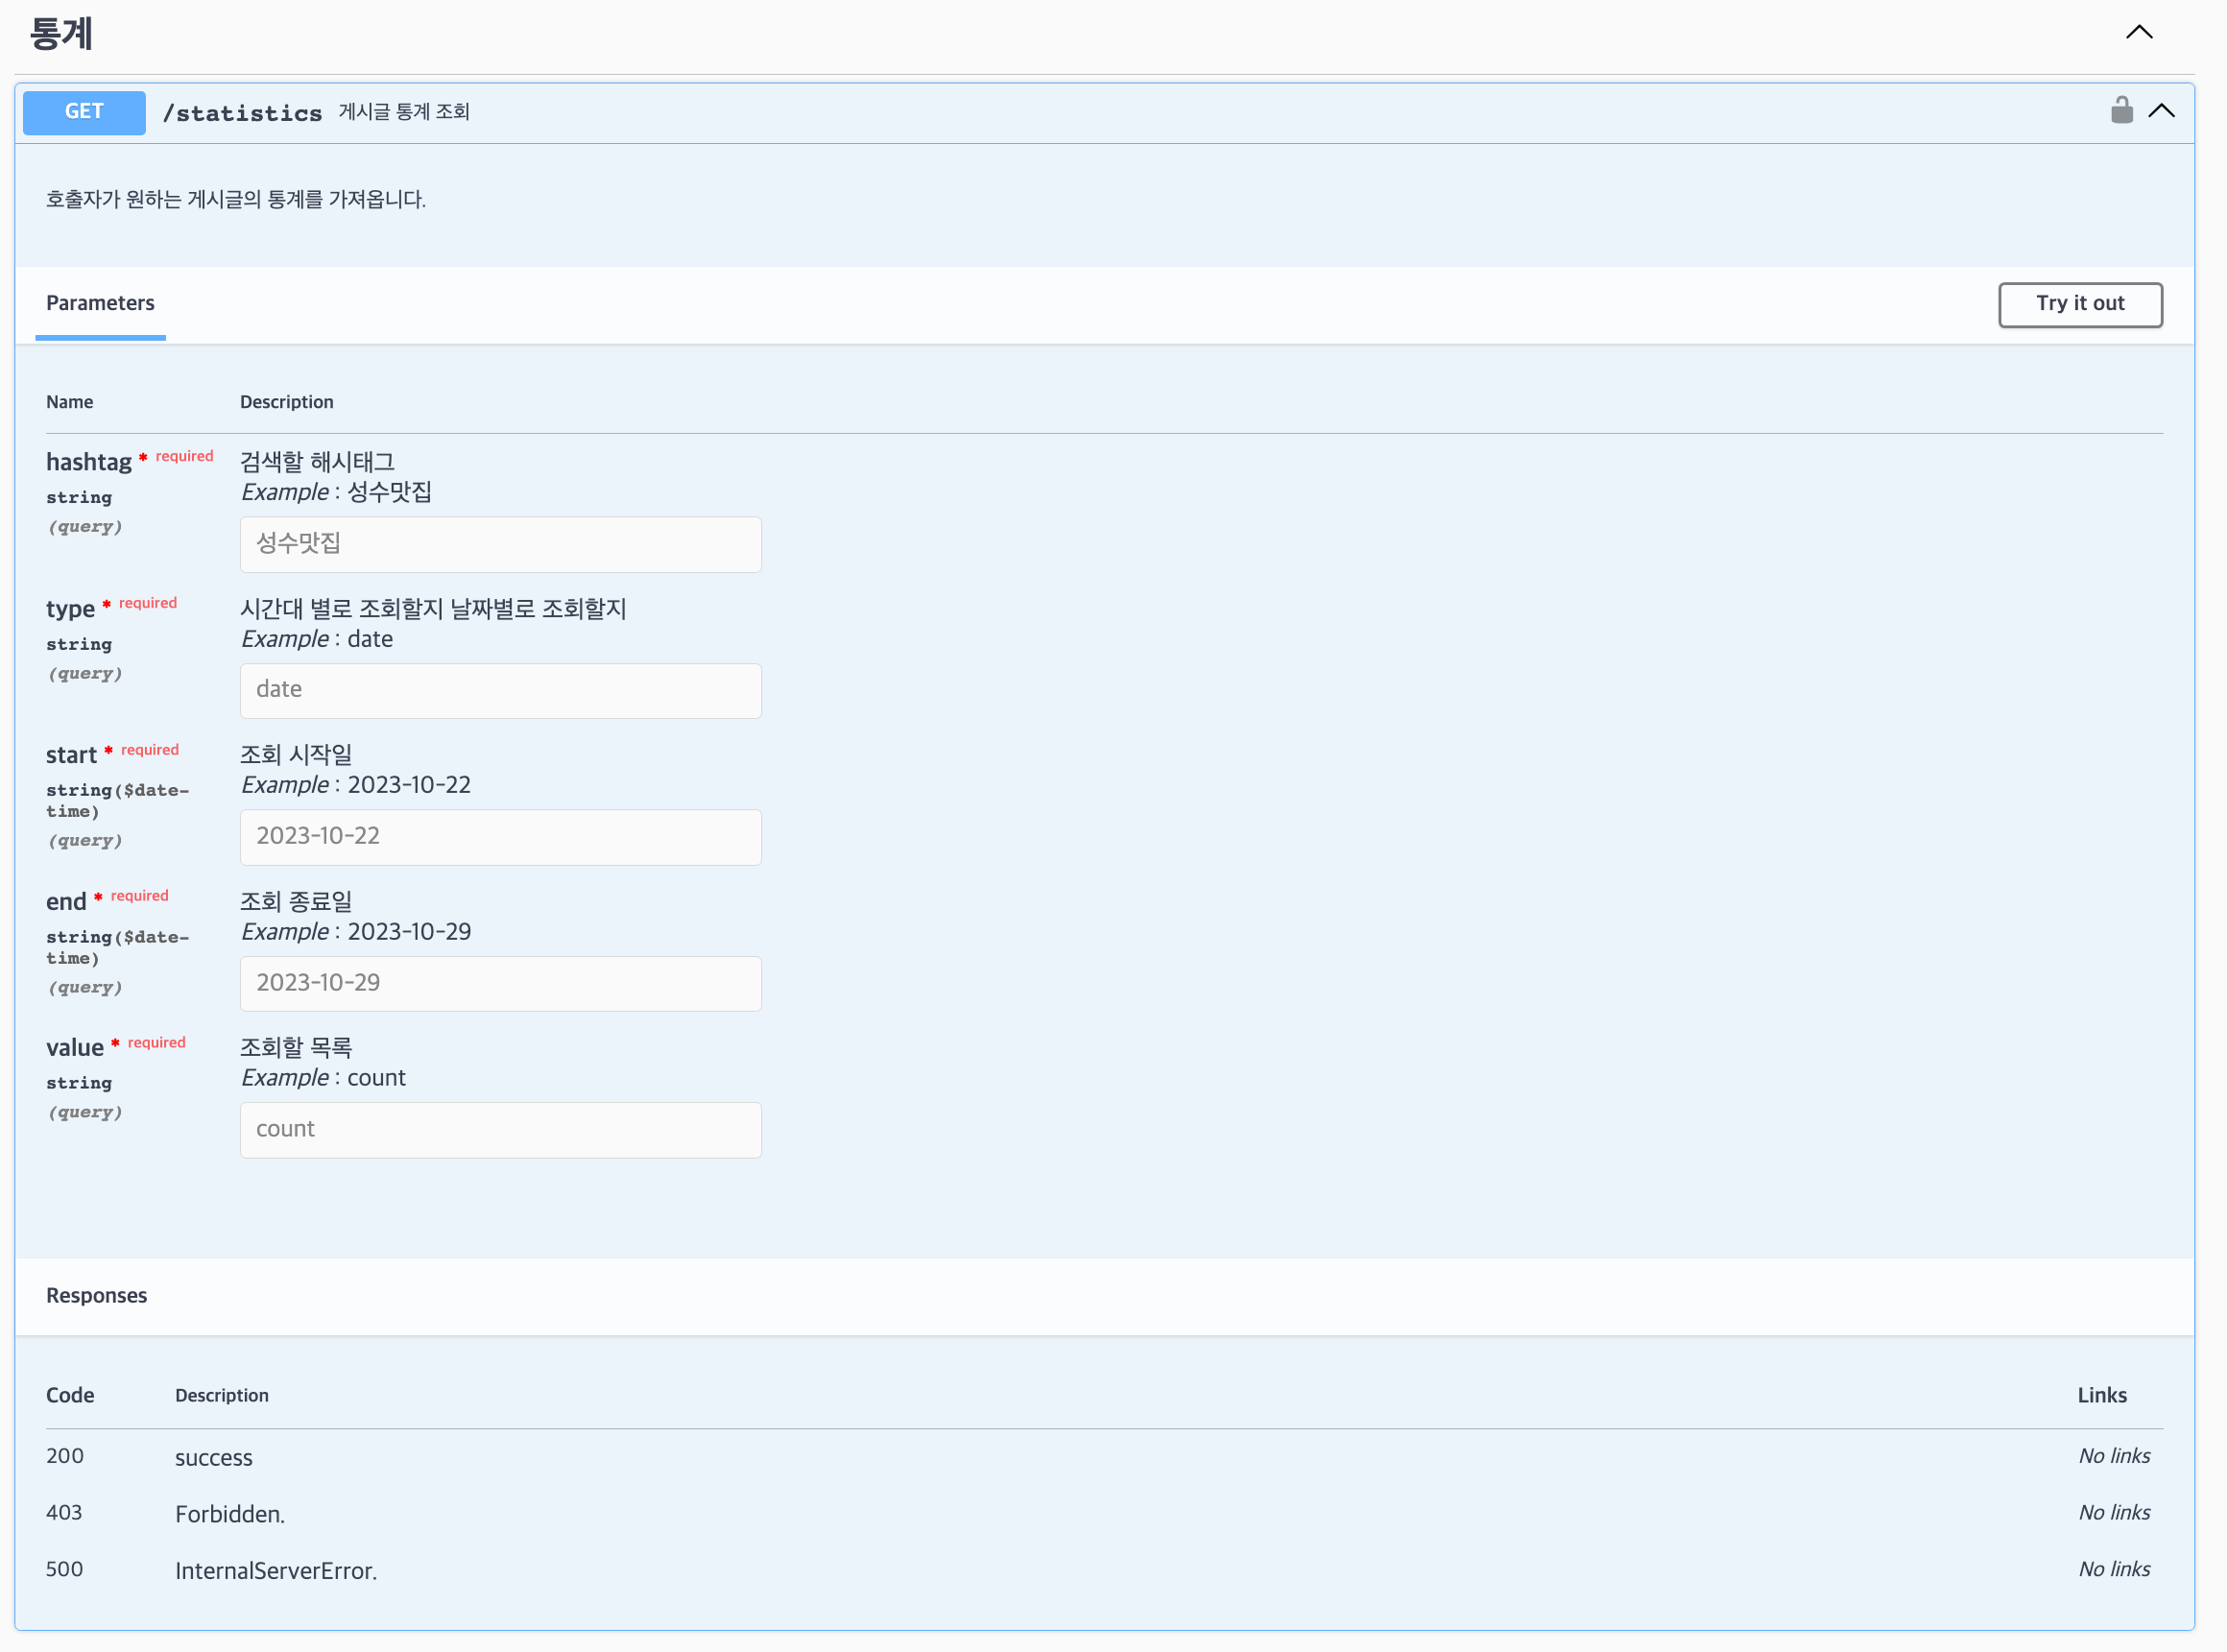 통계
GET /statistics 게시글 통계 조회
호출자가 원하는 게시글의 통계를 가져옵니다.
Parameters Try it out
Name Description
hashtag * required 검색할 해시태그
string Example : 성수맛집
(query) 성수맛집
type * required 시간대 별로 조회할지 날짜별로 조회할지
string Example : date
(query) date
start * required 조회 시작일
string($date-
time) Example : 2023-10-22
(query) 2023-10-22
end * required 조회 종료일
string($date-
time) Example : 2023-10-29
(query) 2023-10-29
value * required 조회할 목록
string Example : count
(query) count
Responses
Code Description Links
200 success No links
403 Forbidden. No links
500 InternalServerError. No links